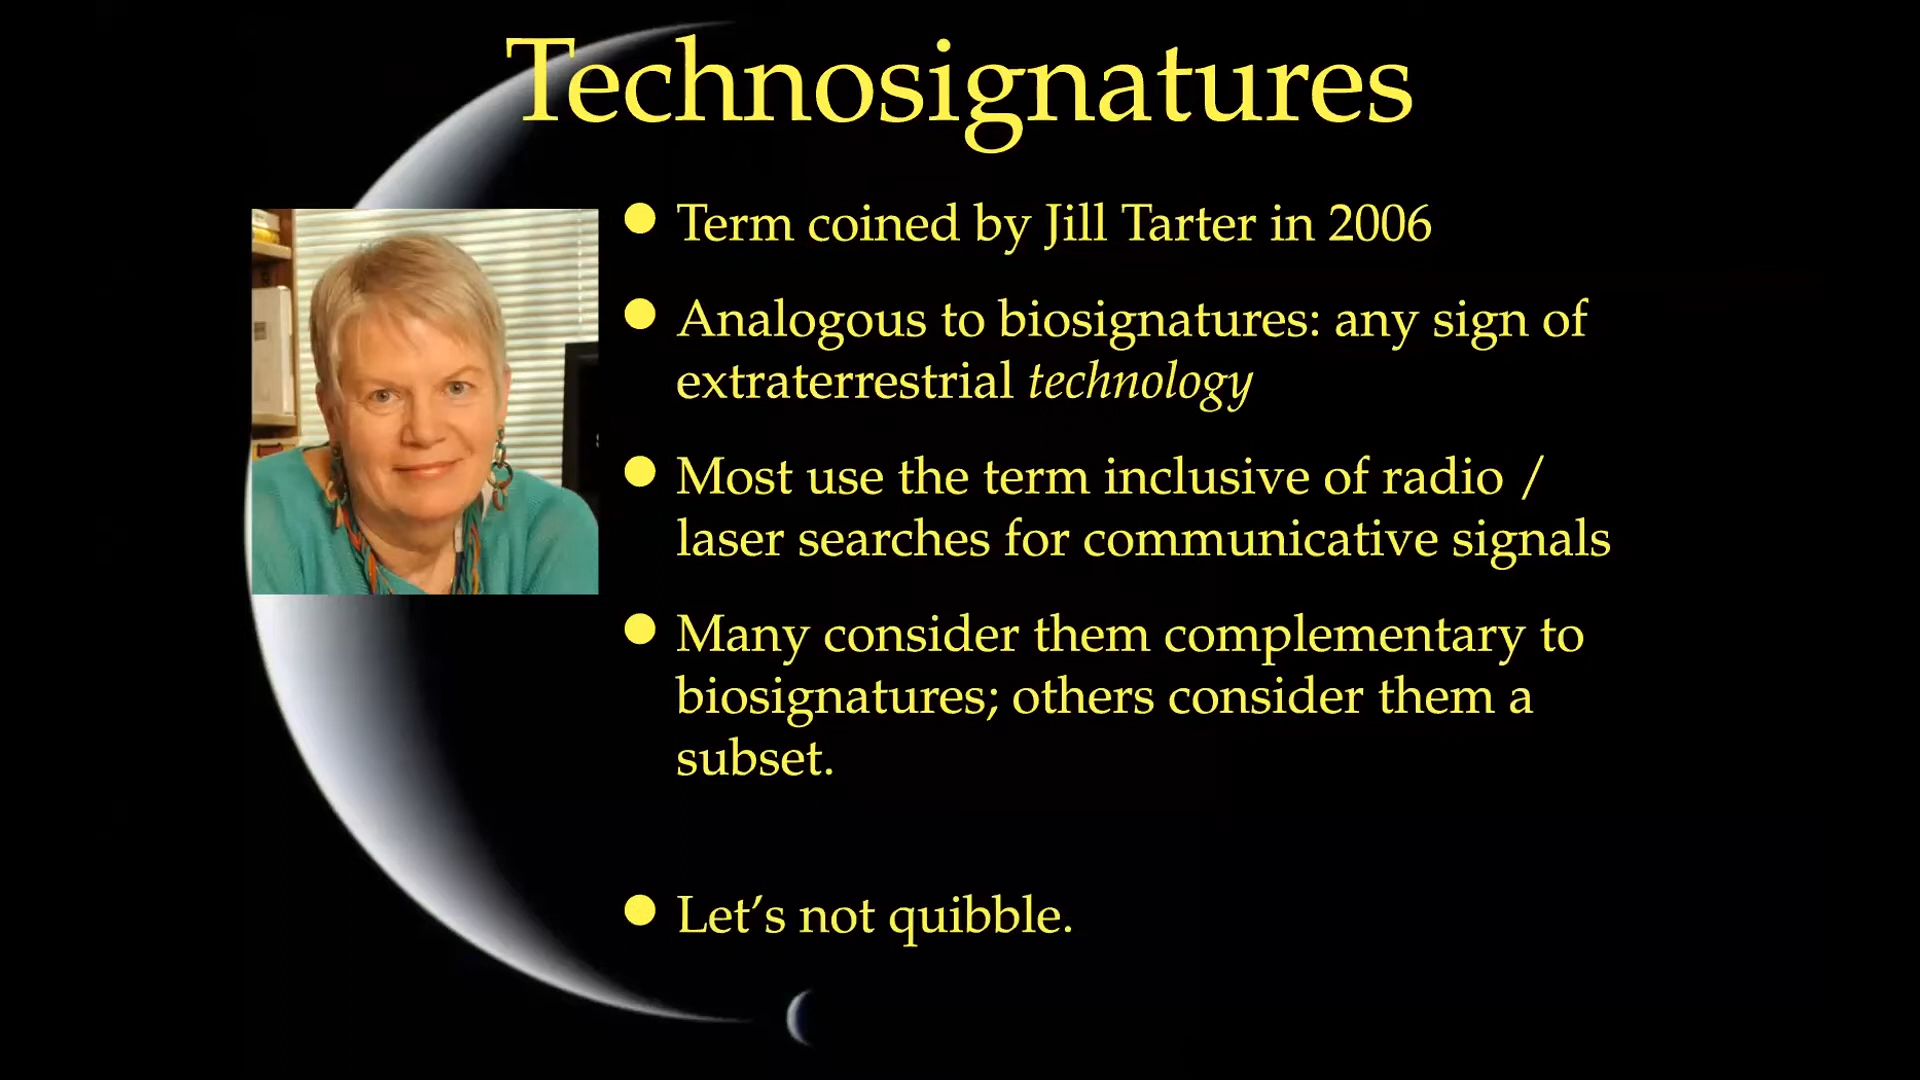 Technosignatures
Term coined by Jill Tarter in 2006
Analogous to biosignatures: any sign of
extraterrestrial technology
Most use the term inclusive of radio /
laser searches for communicative signals
Many consider them complementary to
biosignatures; others consider them a
subset.
Let’s not quibble.